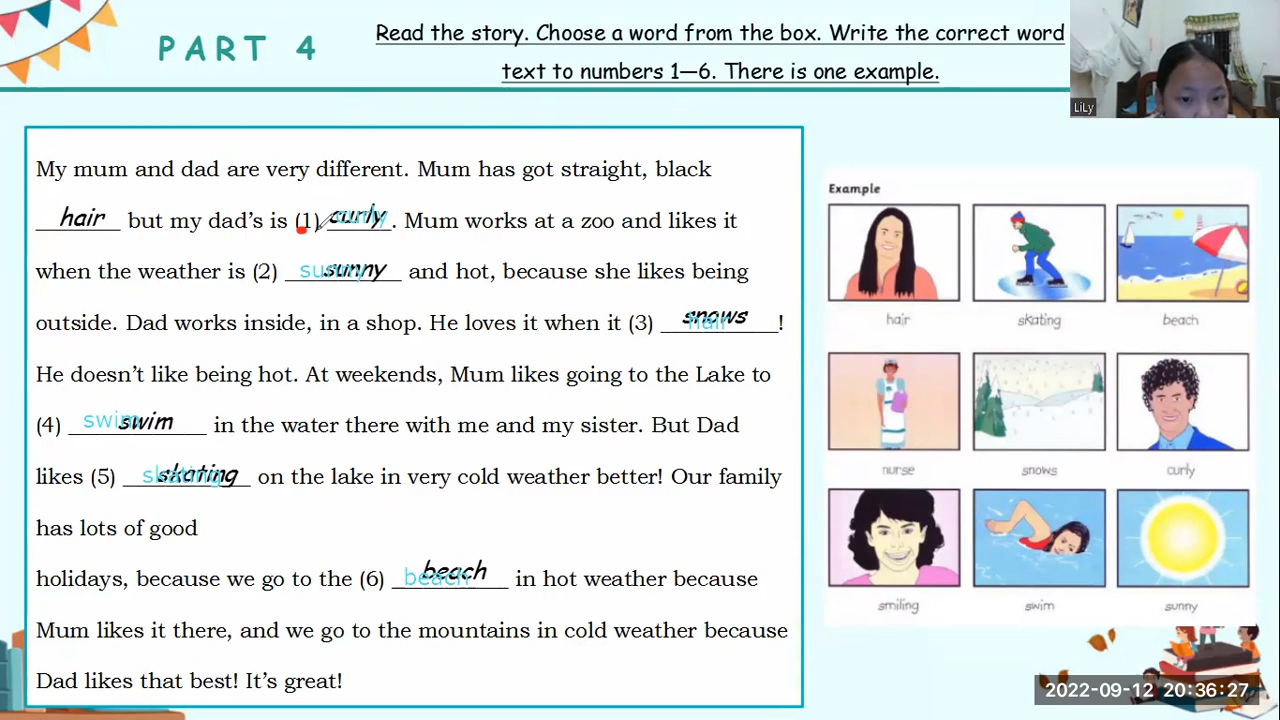 PART 4
Read the story. Choose a word from the box. Write the correct word
text to numbers 1—6. There is one example.
LiLy
My mum and dad are very different. Mum has got straight, black
hair but my dad's is (1) curly curly. Mum works at a zoo and likes it
when the weather is (2) sunny sunny and hot, because she likes being
outside. Dad works inside, in a shop. He loves it when it (3) snows hair!
He doesn't like being hot. At weekends, Mum likes going to the Lake to
(4) swim swim in the water there with me and my sister. But Dad
likes (5) skating skating on the lake in very cold weather better! Our family
has lots of good
holidays, because we go to the (6) beach beach in hot weather because
Mum likes it there, and we go to the mountains in cold weather because
Dad likes that best! It's great!
Example
hair skating beach
nurse snows curly
smiling swim sunny
2022-09-12 20:36:27